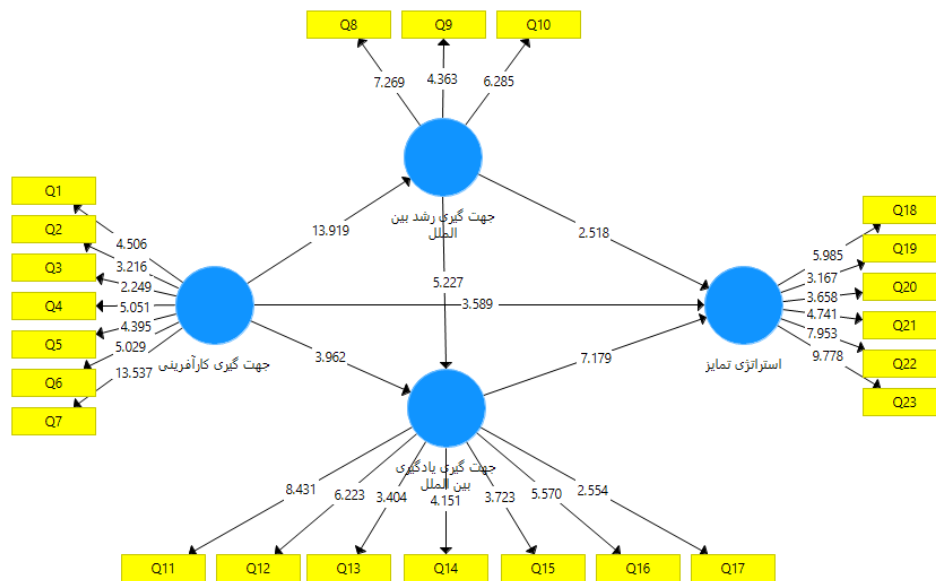 Q8
Q9
Q10
7.269
4.363
6.285
جهت گیری رشد بین
الملل
Q1
Q2
Q3
Q4
Q5
Q6
Q7
4.506
3.216
2.249
5.051
4.395
5.029
13.537
جهت گیری کارآفرینی
13.919
5.227
3.589
2.518
3.962
7.179
Q18
Q19
Q20
Q21
Q22
Q23
5.985
3.167
3.658
4.741
7.953
9.778
استراتژی تمایز
جهت گیری یادگیری
بین الملل
8.431
6.223
3.404
4.151
3.723
5.570
2.554
Q11
Q12
Q13
Q14
Q15
Q16
Q17